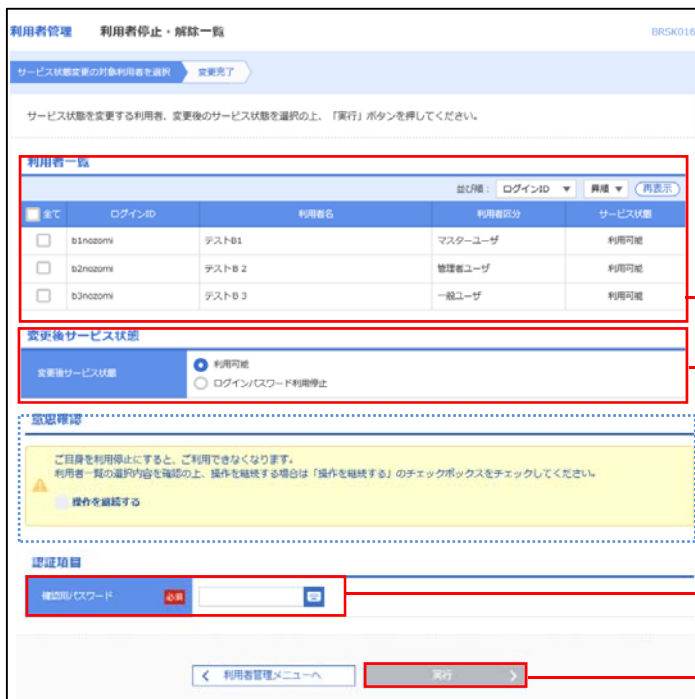 利用者管理 利用者停止・解除一覧 BRSK016
サービス状態変更の対象利用者を選択 変更完了
サービス状態を変更する利用者、変更後のサービス状態を選択の上、「実行」ボタンを押してください。
利用者一覧
並び順： ログインID ▼ 昇順 ▼ 再表示
全て ログインID 利用者名 利用者区分 サービス状態
b1nozomi テストB1 マスターユーザ 利用可能
b2nozomi テストB 2 管理者ユーザ 利用可能
b3nozomi テストB 3 一般ユーザ 利用可能
変更後サービス状態
変更後サービス状態 利用可能
ログインパスワード利用停止
意思確認
ご自身を利用停止にすると、ご利用できなくなります。
利用者一覧の選択内容を確認の上、操作を継続する場合は「操作を継続する」のチェックボックスをチェックしてください。
操作を継続する
認証項目
確認用パスワード 必須
利用者管理メニューへ 実行